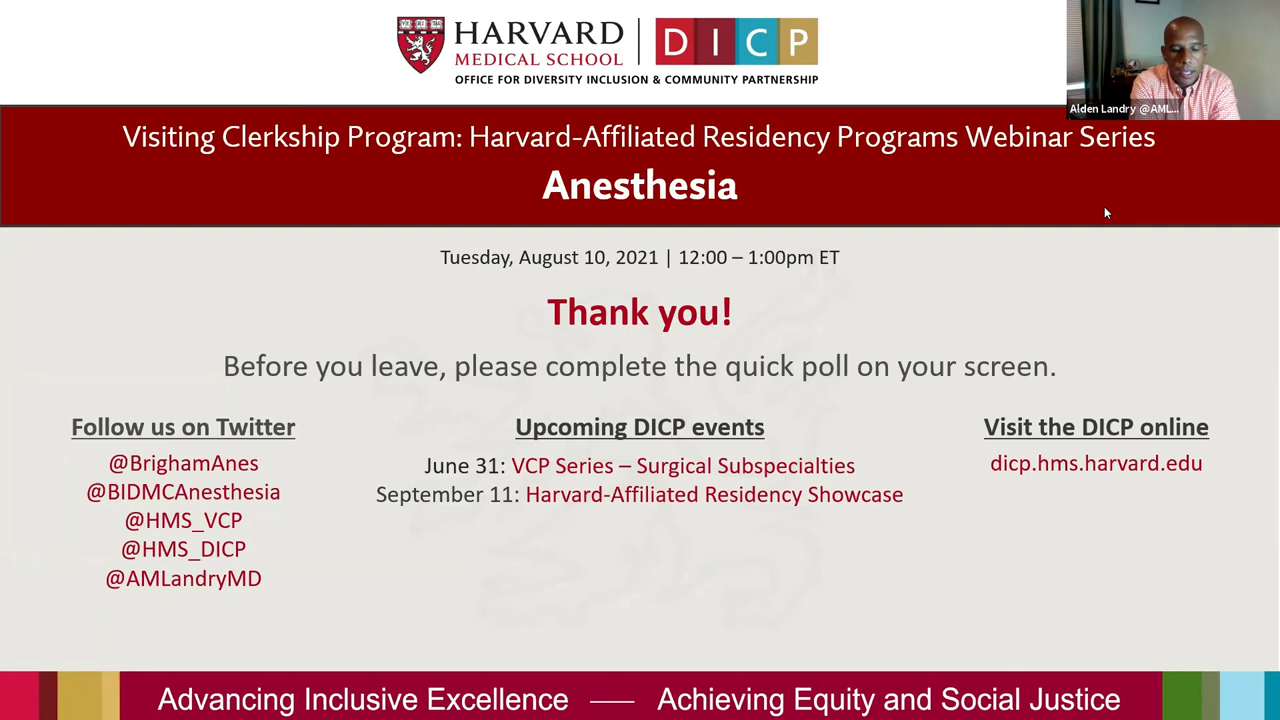 HARVARD
MEDICAL SCHOOL
DICP
OFFICE FOR DIVERSITY INCLUSION & COMMUNITY PARTNERSHIP
Alden Landry @AML...
Visiting Clerkship Program: Harvard-Affiliated Residency Programs Webinar Series
Anesthesia
Tuesday, August 10, 2021 | 12:00 – 1:00pm ET
Thank you!
Before you leave, please complete the quick poll on your screen.
Follow us on Twitter
@BrighamAnes
@BIDMCAnesthesia
@HMS_VCP
@HMS_DICP
@AMLandryMD
Upcoming DICP events
June 31: VCP Series – Surgical Subspecialties
September 11: Harvard-Affiliated Residency Showcase
Visit the DICP online
dicp.hms.harvard.edu
Advancing Inclusive Excellence —— Achieving Equity and Social Justice